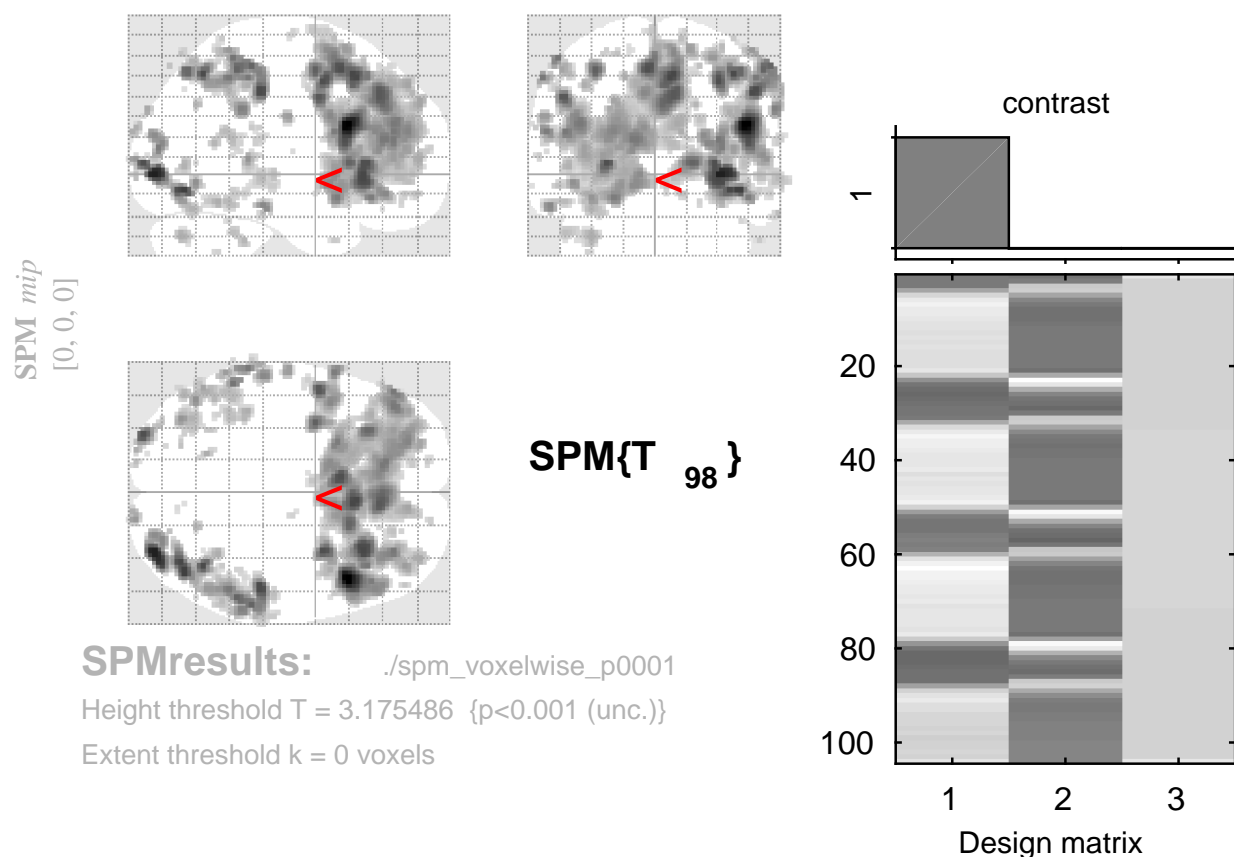 SPM mip
[0, 0, 0]
<
<
<
SPM{T 98}
contrast
1
20
40
60
80
100
1 2 3
Design matrix
SPMresults: ./spm_voxelwise_p0001
Height threshold T = 3.175486 {p<0.001 (unc.)}
Extent threshold k = 0 voxels